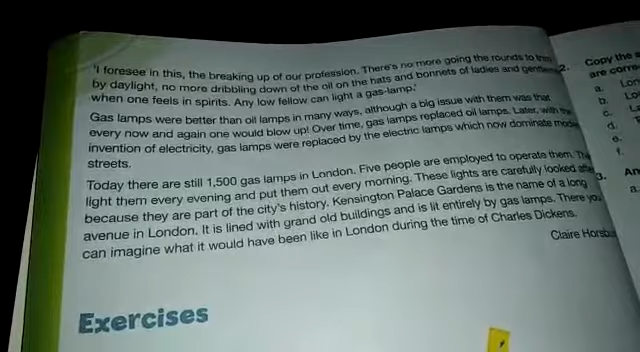 'I foresee in this, the breaking up of our profession. There's no more going the rounds to trim
by daylight, no more dribbling down of the oil on the hats and bonnets of ladies and
when one feels in spirits. Any low fellow can light a gas-lamp.'
Gas lamps were better than oil lamps in many ways, although a big issue with them was that
every now and again one would blow up! Over time, gas lamps replaced oil lamps. Later, with the
invention of electricity, gas lamps were replaced by the electric lamps which now dominate
streets.
Today there are still 1,500 gas lamps in London. Five people are employed to operate them.
light them every evening and put them out every morning. These lights are carefully looked
because they are part of the city's history. Kensington Palace Gardens is the name of a long
avenue in London. It is lined with grand old buildings and is lit entirely by gas lamps. There you
can imagine what it would have been like in London during the time of Charles Dickens.
Claire
Exercises
2. Copy the
are
a.
b.
c.
d.
e.
f.
3.
a.